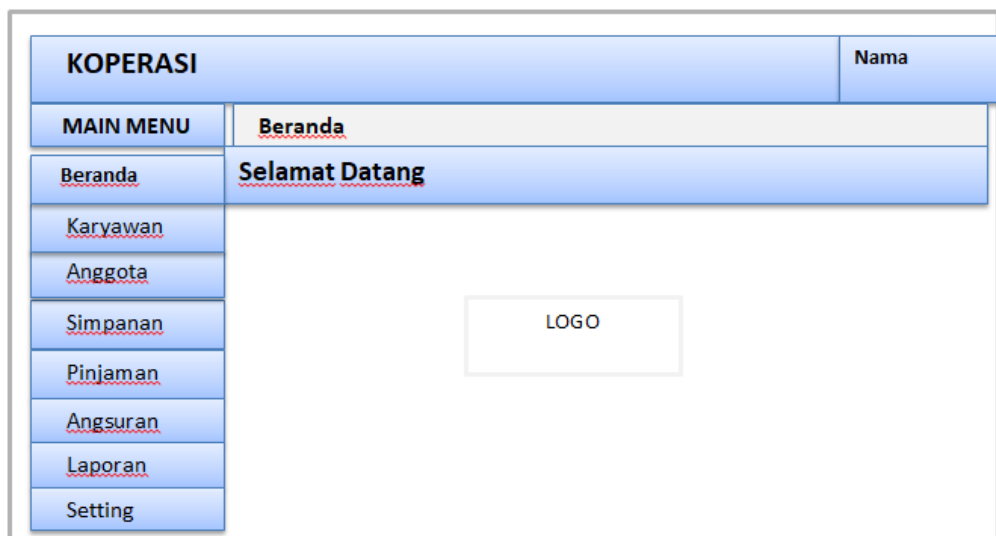 KOPERASI
Nama
MAIN MENU
Beranda
Beranda
Selamat Datang
Karyawan
Anggota
Simpanan
LOGO
Pinjaman
Angsuran
Laporan
Setting